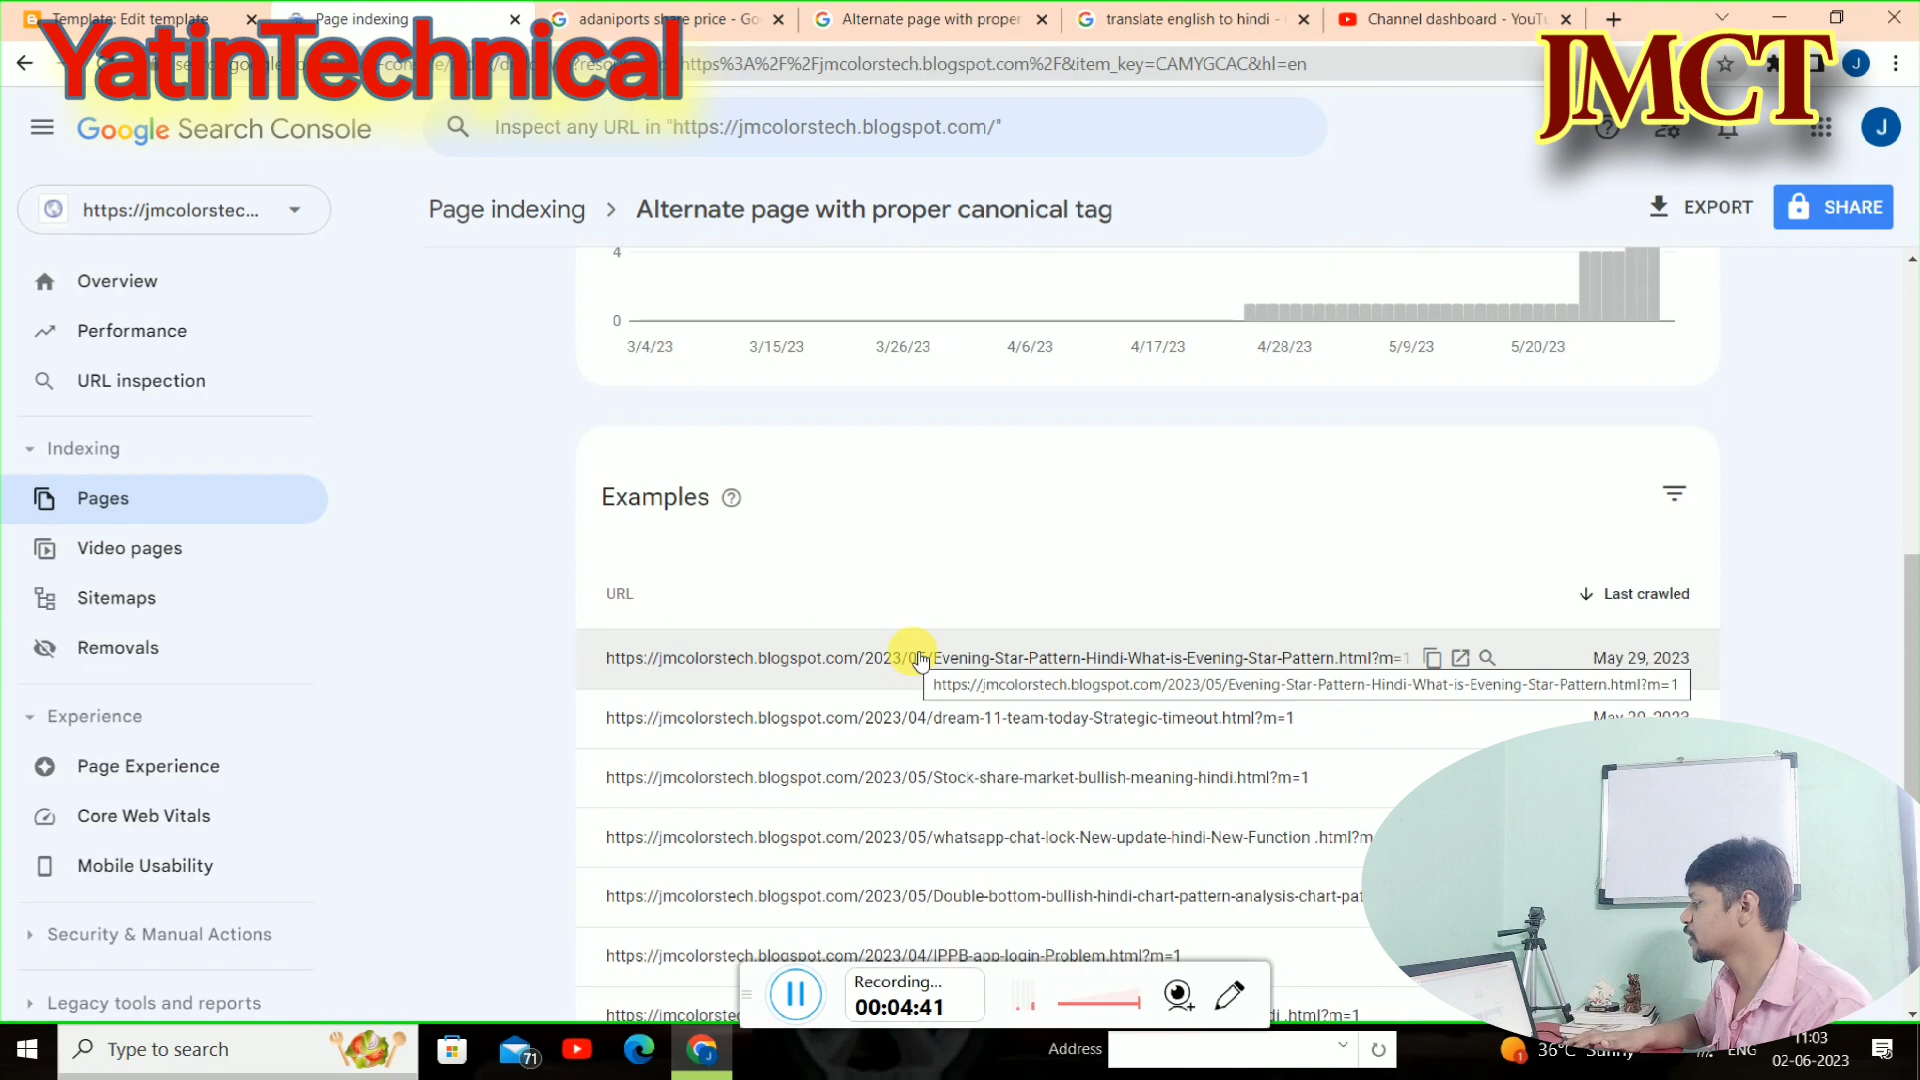 Template: Edit template
Page indexing
adaniports share price - Go
Alternate page with proper
translate english to hindi -
Channel dashboard - YouTu
YatinTechnical
JMCT
https%3A%2F%2Fjmcolorstech.blogspot.com%2F&item_key=CAMYGCAC&hl=en
J
Google Search Console
Inspect any URL in "https://jmcolorstech.blogspot.com/"
J
https://jmcolorstec...
Page indexing
Alternate page with proper canonical tag
EXPORT
SHARE
4
0
3/4/23
3/15/23
3/26/23
4/6/23
4/17/23
4/28/23
5/9/23
5/20/23
Overview
Performance
URL inspection
Indexing
Pages
Video pages
Sitemaps
Removals
Experience
Page Experience
Core Web Vitals
Mobile Usability
Security & Manual Actions
Legacy tools and reports
Examples
URL
Last crawled
https://jmcolorstech.blogspot.com/2023/05/Evening-Star-Pattern-Hindi-What-is-Evening-Star-Pattern.html?m=1
May 29, 2023
https://jmcolorstech.blogspot.com/2023/05/Evening-Star-Pattern-Hindi-What-is-Evening-Star-Pattern.html?m=1
https://jmcolorstech.blogspot.com/2023/04/dream-11-team-today-Strategic-timeout.html?m=1
https://jmcolorstech.blogspot.com/2023/05/Stock-share-market-bullish-meaning-hindi.html?m=1
https://jmcolorstech.blogspot.com/2023/05/whatsapp-chat-lock-New-update-hindi-New-Function .html?m=
https://jmcolorstech.blogspot.com/2023/05/Double-bottom-bullish-hindi-chart-pattern-analysis-chart-pat
https://jmcolorstech.blogspot.com/2023/04/IPPB-app-login-Problem.html?m=1
Recording...
00:04:41
Type to search
71
Address
1
36°C Sunny
ENG
11:03
02-06-2023